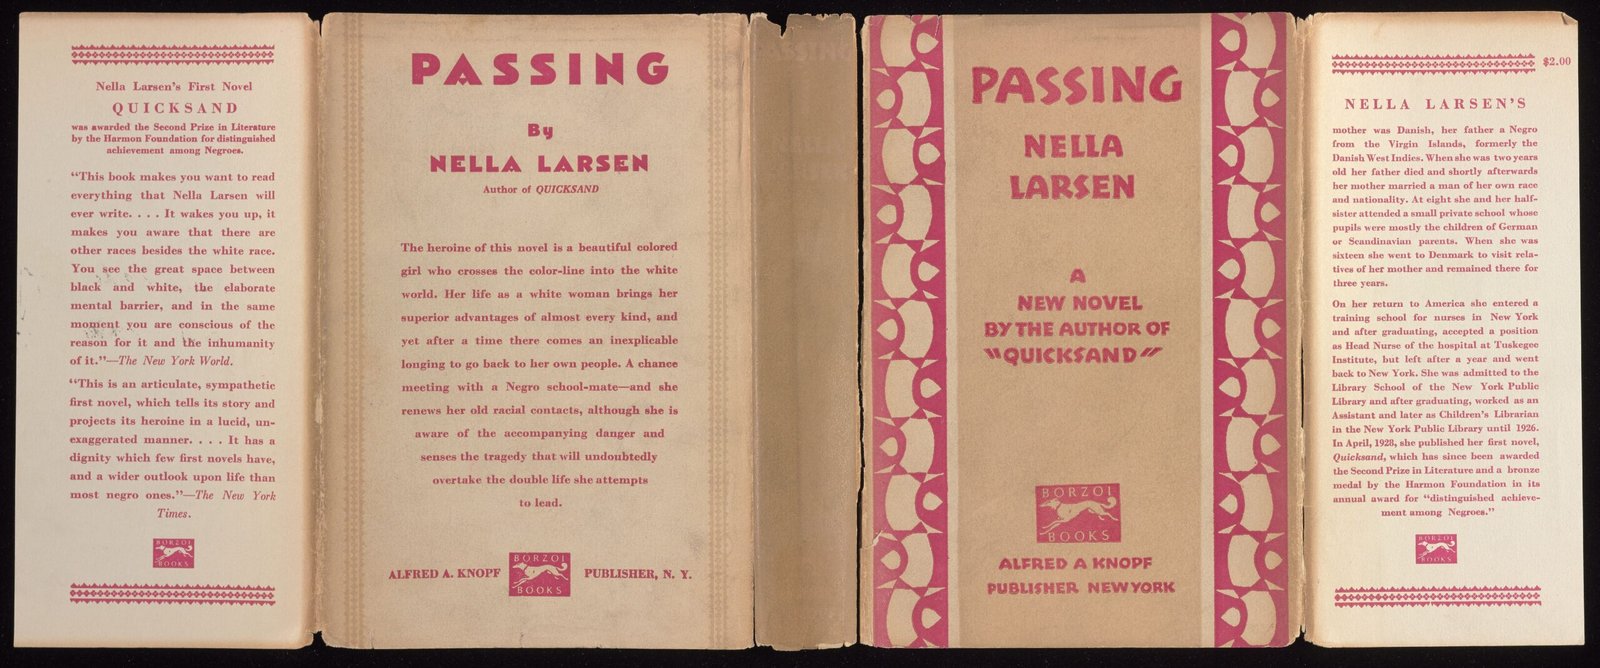 Nella Larsen's First Novel
QUICKSAND
was awarded the Second Prize in Literature
by the Harmon Foundation for distinguished
achievement among Negroes.
"This book makes you want to read
everything that Nella Larsen will
ever write. . . . It wakes you up, it
makes you aware that there are
other races besides the white race.
You see the great space between
black and white, the elaborate
mental barrier, and in the same
moment you are conscious of the
reason for it and the inhumanity
of it."—The New York World.
"This is an articulate, sympathetic
first novel, which tells its story and
projects its heroine in a lucid, un-
exaggerated manner. . . . It has a
dignity which few first novels have,
and a wider outlook upon life than
most negro ones."—The New York
Times.
BORZOI
BOOKS
PASSING
By
NELLA LARSEN
Author of QUICKSAND
The heroine of this novel is a beautiful colored
girl who crosses the color-line into the white
world. Her life as a white woman brings her
superior advantages of almost every kind, and
yet after a time there comes an inexplicable
longing to go back to her own people. A chance
meeting with a Negro school-mate—and she
renews her old racial contacts, although she is
aware of the accompanying danger and
senses the tragedy that will undoubtedly
overtake the double life she attempts
to lead.
ALFRED A. KNOPF BORZOI BOOKS PUBLISHER, N. Y.
PASSING
NELLA
LARSEN
A
NEW NOVEL
BY THE AUTHOR OF
"QUICKSAND"
BORZOI
BOOKS
ALFRED A KNOPF
PUBLISHER NEW YORK
$2.00
NELLA LARSEN'S
mother was Danish, her father a Negro
from the Virgin Islands, formerly the
Danish West Indies. When she was two years
old her father died and shortly afterwards
her mother married a man of her own race
and nationality. At eight she and her half-
sister attended a small private school whose
pupils were mostly the children of German
or Scandinavian parents. When she was
sixteen she went to Denmark to visit rela-
tives of her mother and remained there for
three years.
On her return to America she entered a
training school for nurses in New York
and after graduating, accepted a position
as Head Nurse of the hospital at Tuskegee
Institute, but left after a year and went
back to New York. She was admitted to the
Library School of the New York Public
Library and after graduating, worked as an
Assistant and later as Children's Librarian
in the New York Public Library until 1926.
In April, 1928, she published her first novel,
Quicksand, which has since been awarded
the Second Prize in Literature and a bronze
medal by the Harmon Foundation in its
annual award for "distinguished achieve-
ment among Negroes."
BORZOI
BOOKS